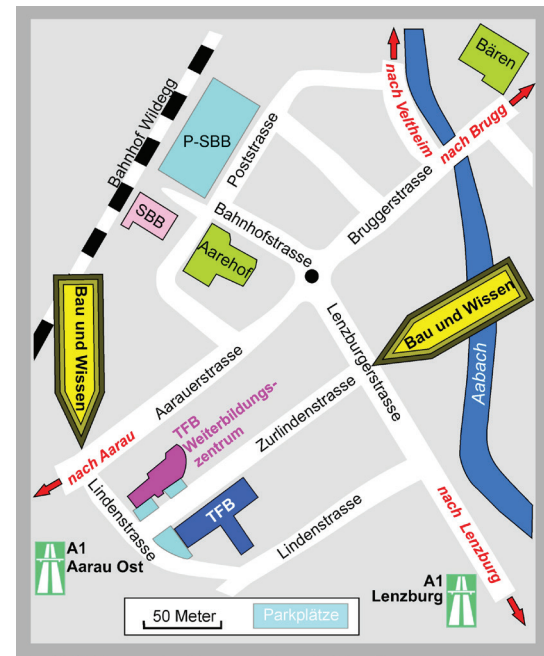 Bären
nach Veltheim
nach Brugg
Bahnhof Wildegg
P-SBB
Poststrasse
SBB
Bahnhofstrasse
Bruggerstrasse
Aarehof
Bau und Wissen
Bau und Wissen
Lenzburgerstrasse
Aabach
Aarauerstrasse
TFB
Weiterbildungs-
zentrum
Zurlindenstrasse
nach Aarau
Lindenstrasse
TFB
Lindenstrasse
nach Lenzburg
A1
Aarau Ost
A1
Lenzburg
50 Meter
Parkplätze